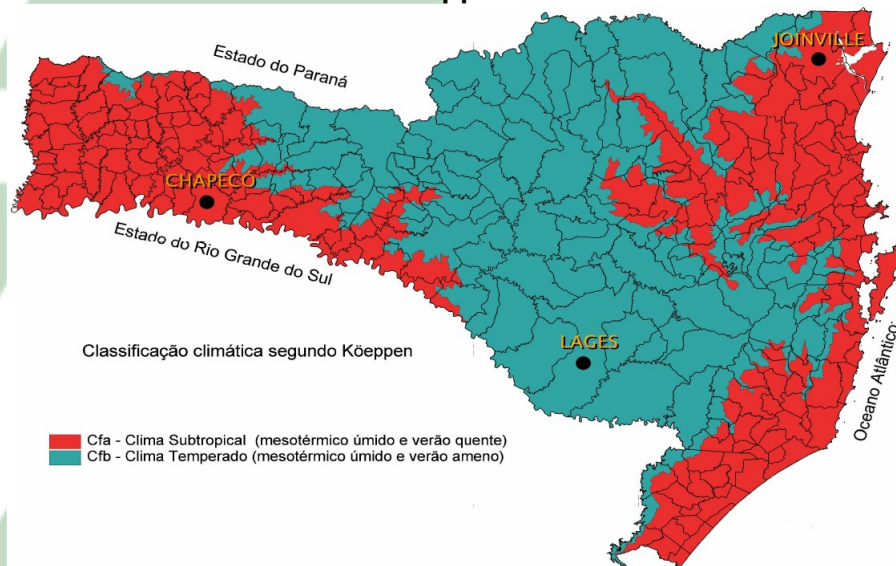 JOINVILLE
Estado do Paraná
CHAPECÓ
Estado do Rio Grande do Sul
LAGES
Classificação climática segundo Köeppen
Oceano Atlântico
Cfa - Clima Subtropical (mesotérmico úmido e verão quente)
Cfb - Clima Temperado (mesotérmico úmido e verão ameno)